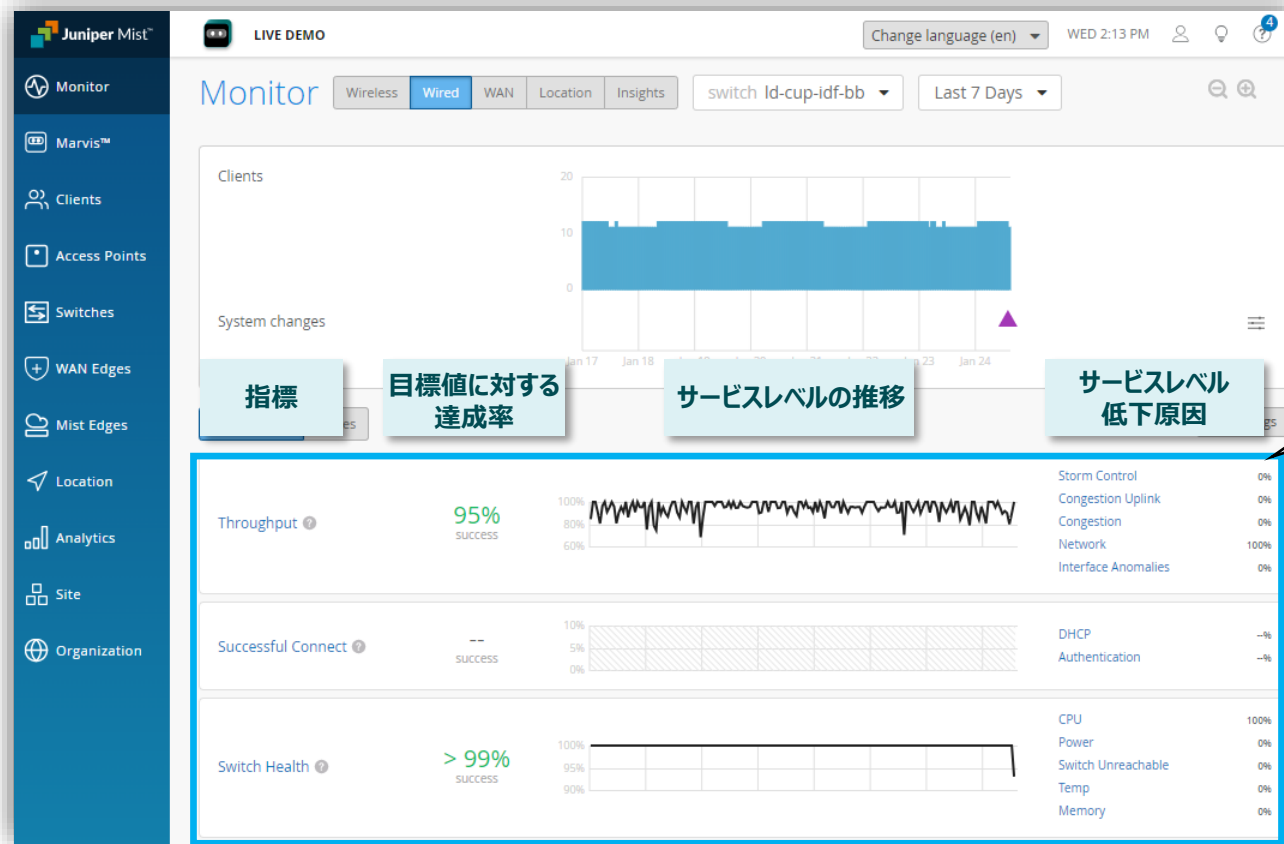 Juniper Mist™
LIVE DEMO
Change language (en)
WED 2:13 PM
4
Monitor
Marvis™
Clients
Access Points
Switches
WAN Edges
Mist Edges
Location
Analytics
Site
Organization
Monitor
Wireless
Wired
WAN
Location
Insights
switch ld-cup-idf-bb
Last 7 Days
Clients
20
10
0
System changes
Jan 17
Jan 18
23
Jan 24
指標
目標値に対する
達成率
サービスレベルの推移
サービスレベル
低下原因
Throughput
95%
success
100%
80%
60%
Storm Control 0%
Congestion Uplink 0%
Congestion 0%
Network 100%
Interface Anomalies 0%
Successful Connect
--
success
10%
5%
0%
DHCP --%
Authentication --%
Switch Health
> 99%
success
100%
95%
90%
CPU 100%
Power 0%
Switch Unreachable 0%
Temp 0%
Memory 0%